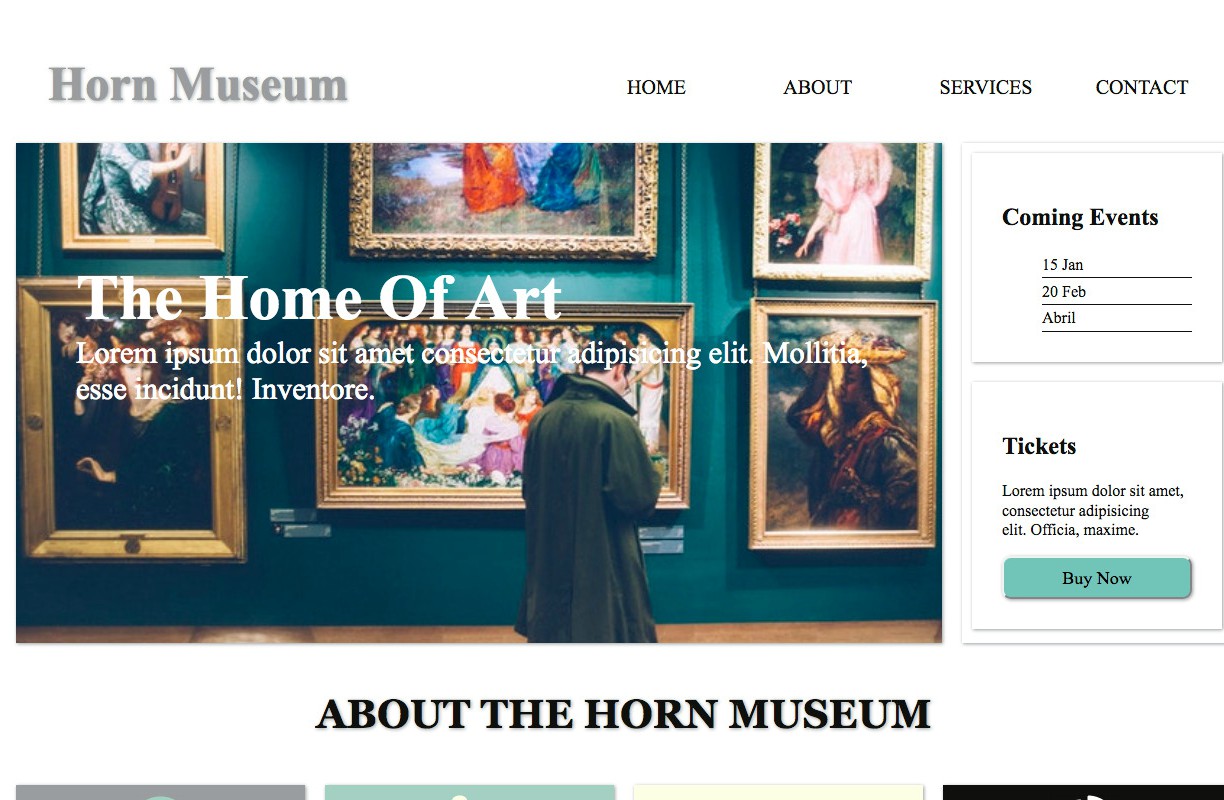 Horn Museum
HOME
ABOUT
SERVICES
CONTACT
The Home Of Art
Lorem ipsum dolor sit amet consectetur adipisicing elit. Mollitia,
esse incidunt! Inventore.
Coming Events
15 Jan
20 Feb
Abril
Tickets
Lorem ipsum dolor sit amet,
consectetur adipisicing
elit. Officia, maxime.
Buy Now
ABOUT THE HORN MUSEUM